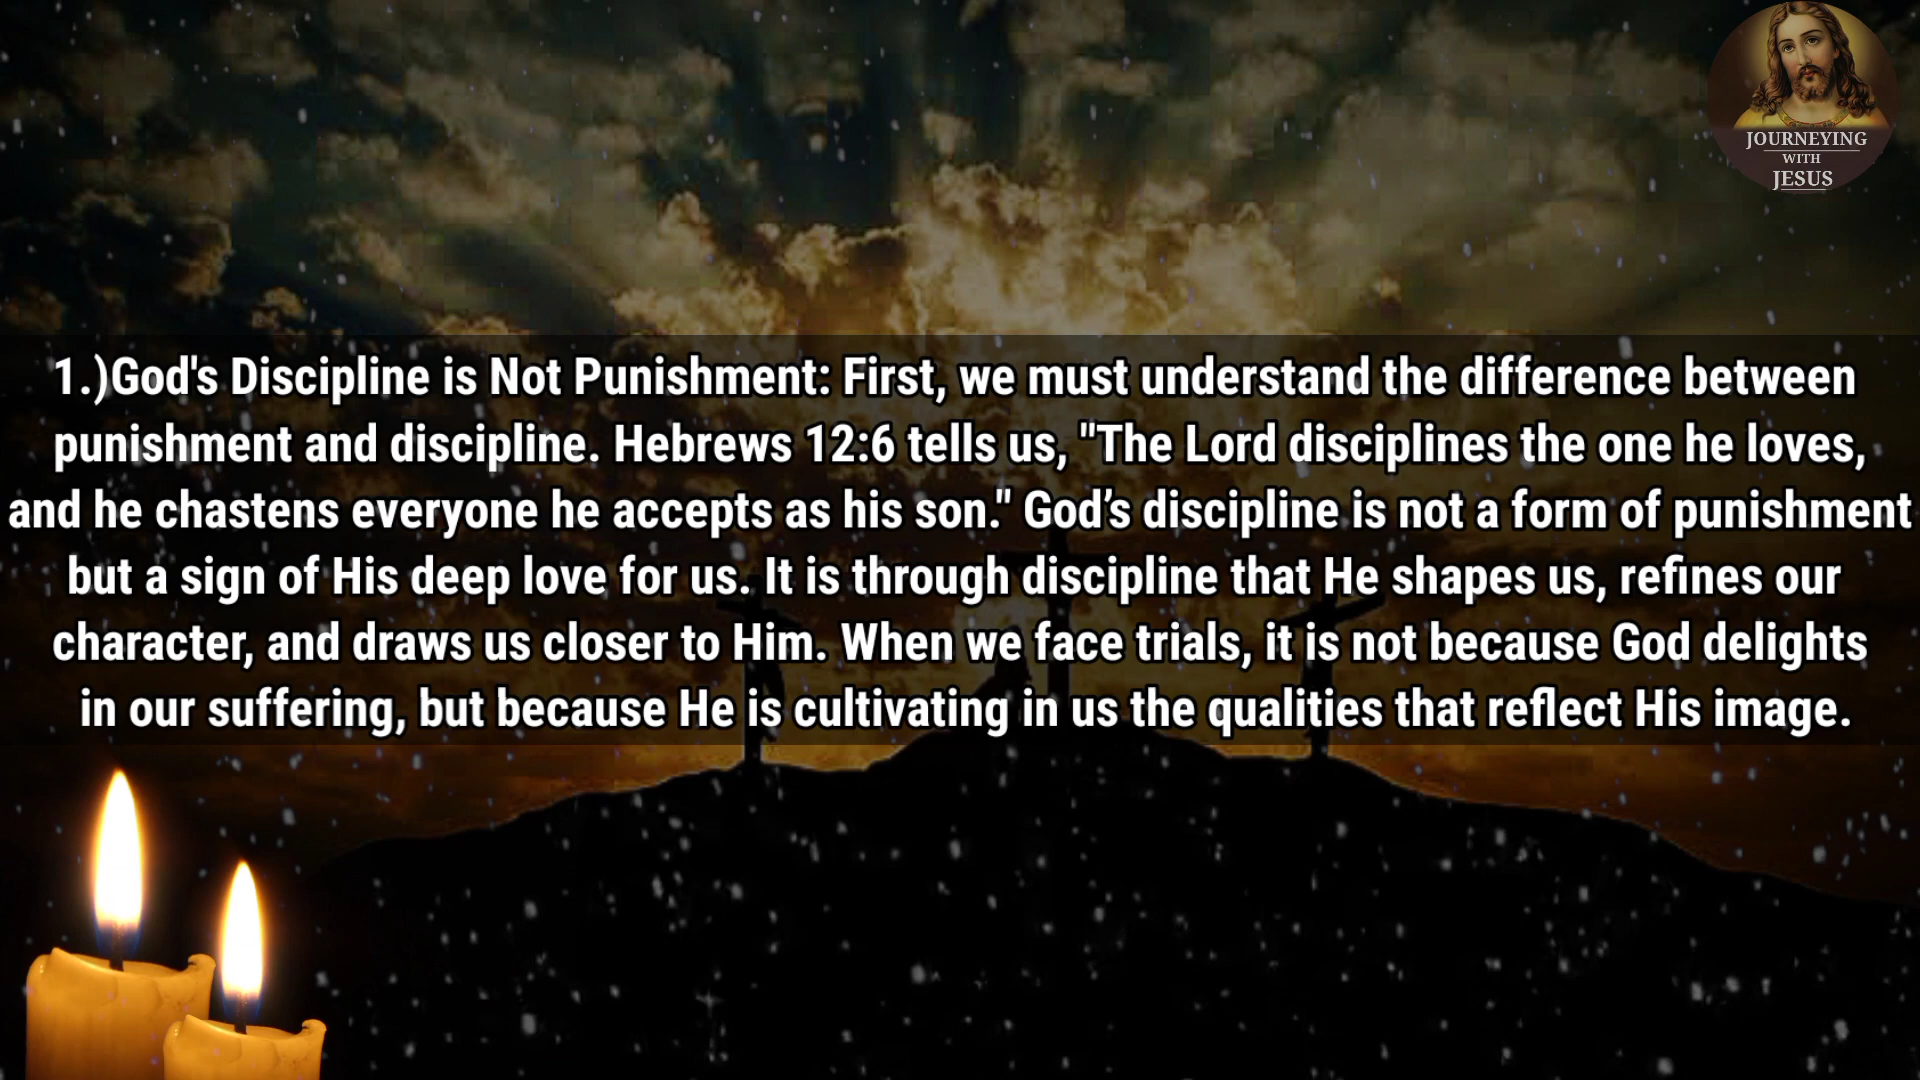 JOURNEYING
WITH
JESUS
1.)God's Discipline is Not Punishment: First, we must understand the difference between
punishment and discipline. Hebrews 12:6 tells us, "The Lord disciplines the one he loves,
and he chastens everyone he accepts as his son." God’s discipline is not a form of punishment
but a sign of His deep love for us. It is through discipline that He shapes us, refines our
character, and draws us closer to Him. When we face trials, it is not because God delights
in our suffering, but because He is cultivating in us the qualities that reflect His image.